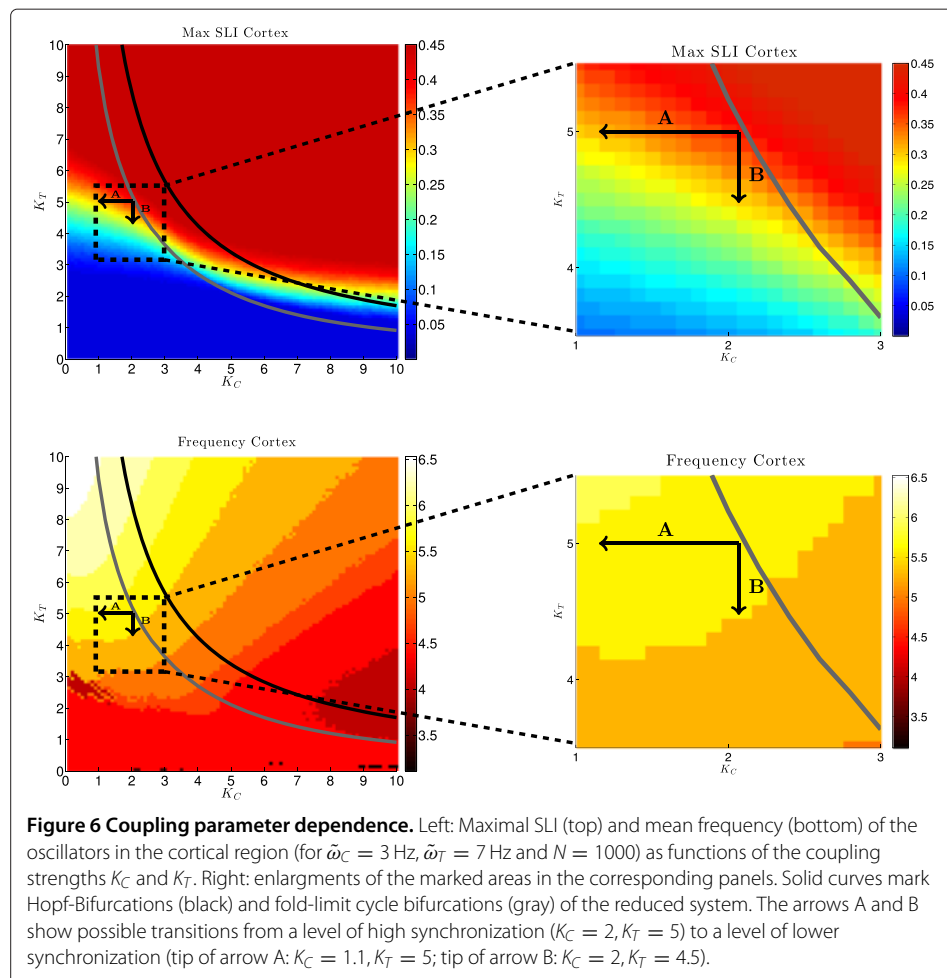 Max SLI Cortex
10
9
8
7
6
5
4
3
2
1
0
K_T
0 1 2 3 4 5 6 7 8 9 10
K_C
A
B
0.45
0.4
0.35
0.3
0.25
0.2
0.15
0.1
0.05
Max SLI Cortex
5
4
K_T
1 2 3
K_C
A
B
0.45
0.4
0.35
0.3
0.25
0.2
0.15
0.1
0.05
Frequency Cortex
10
9
8
7
6
5
4
3
2
1
0
K_T
0 1 2 3 4 5 6 7 8 9 10
K_C
A
B
6.5
6
5.5
5
4.5
4
3.5
Frequency Cortex
5
4
K_T
1 2 3
K_C
A
B
6.5
6
5.5
5
4.5
4
3.5
Figure 6 Coupling parameter dependence. Left: Maximal SLI (top) and mean frequency (bottom) of the
oscillators in the cortical region (for ω̃_C = 3 Hz, ω̃_T = 7 Hz and N = 1000) as functions of the coupling
strengths K_C and K_T. Right: enlargments of the marked areas in the corresponding panels. Solid curves mark
Hopf-Bifurcations (black) and fold-limit cycle bifurcations (gray) of the reduced system. The arrows A and B
show possible transitions from a level of high synchronization (K_C = 2, K_T = 5) to a level of lower
synchronization (tip of arrow A: K_C = 1.1, K_T = 5; tip of arrow B: K_C = 2, K_T = 4.5).